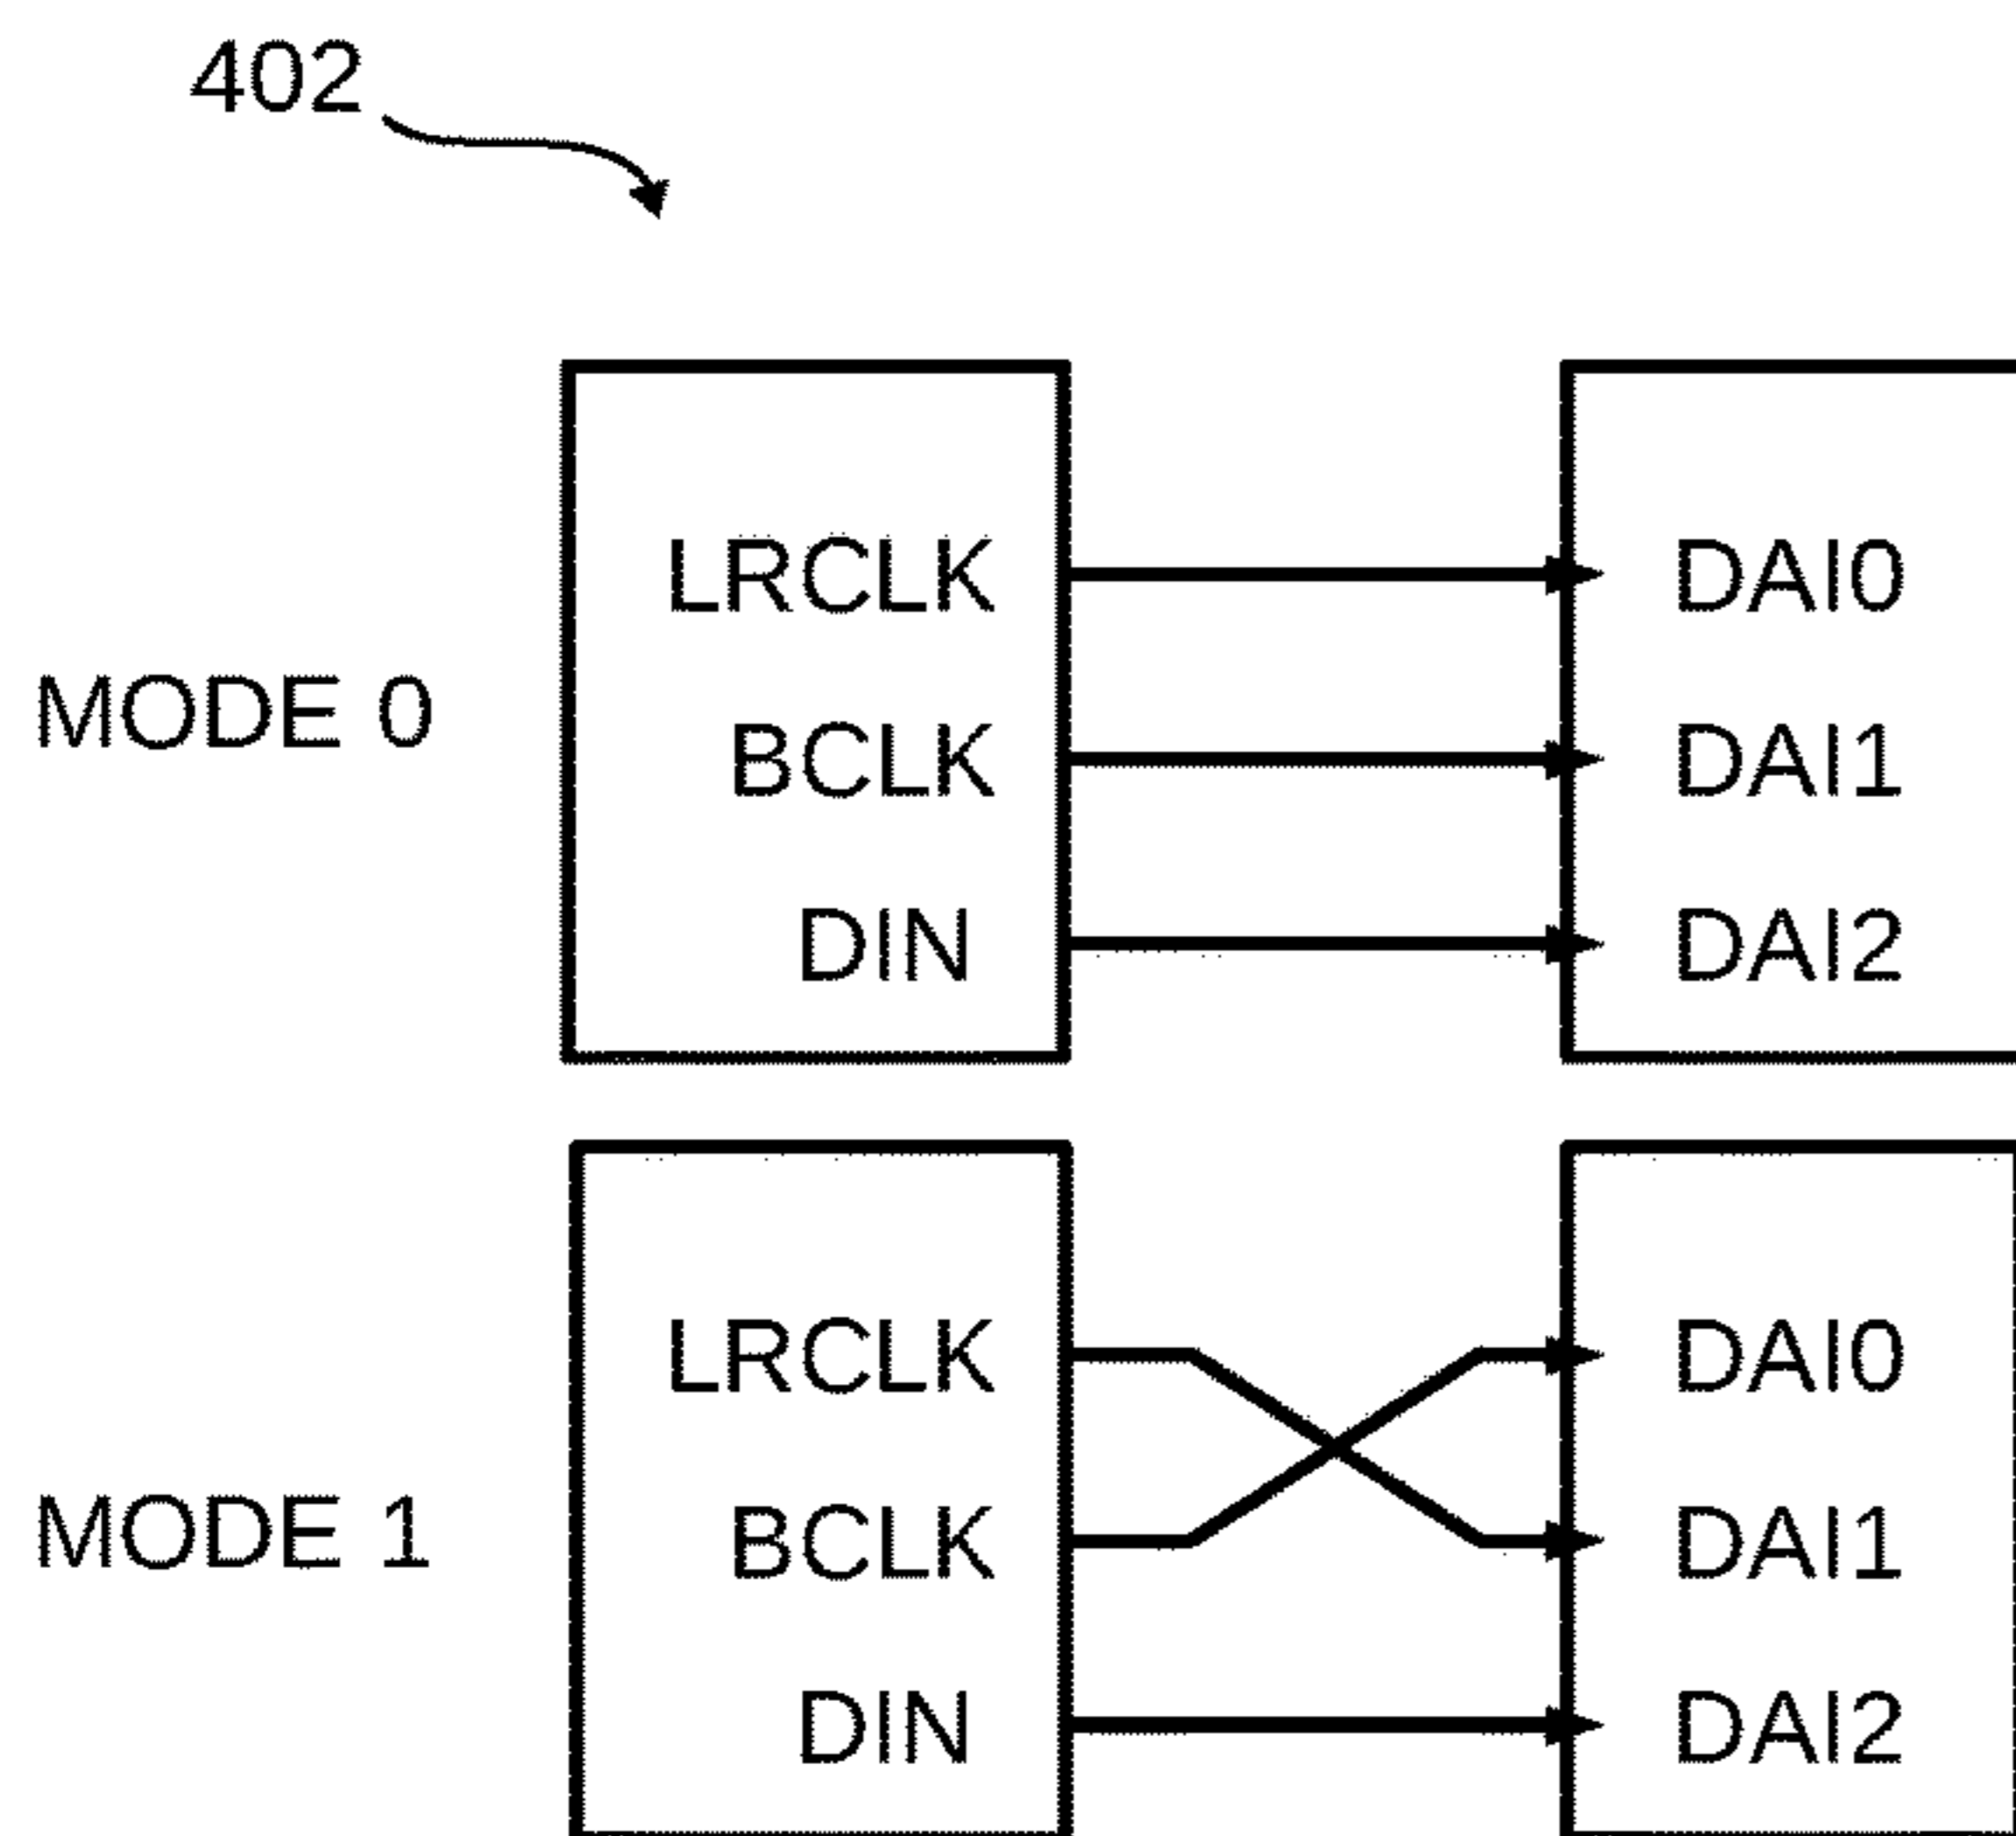 402
LRCLK DAI0
MODE 0
BCLK DAI1
DIN DAI2
LRCLK DAI0
MODE 1
BCLK DAI1
DIN DAI2